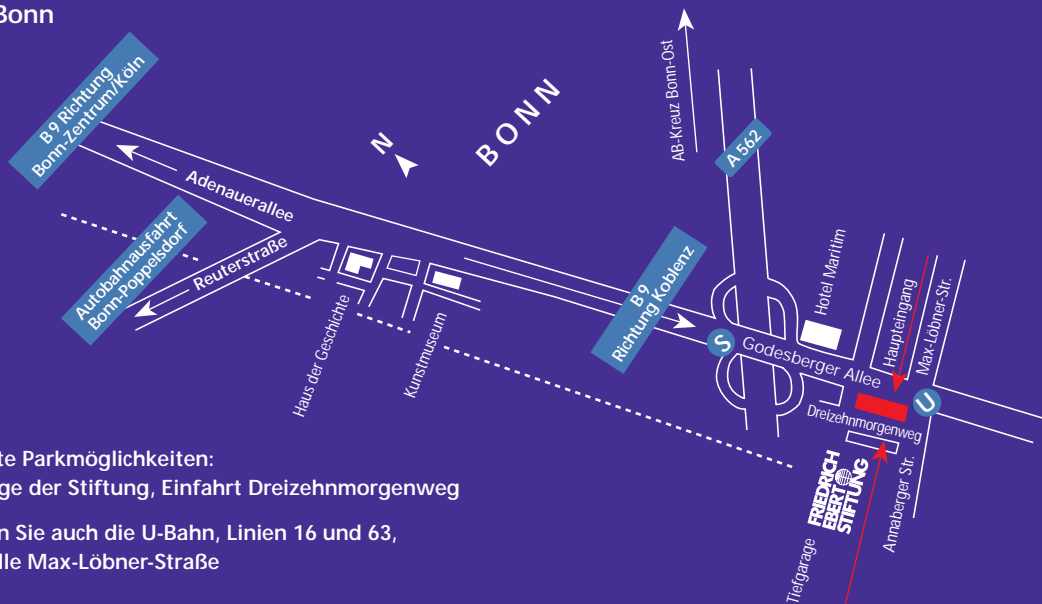 Bonn
B 9 Richtung
Bonn-Zentrum/Köln
Adenauerallee
Autobahnausfahrt
Bonn-Poppelsdorf
Reuterstraße
N
BONN
AB-Kreuz Bonn-Ost
A 562
Haus der Geschichte
Kunstmuseum
B 9
Richtung Koblenz
S
Godesberger Allee
Hotel Maritim
Haupteingang
Max-Löbner-Str.
U
Dreizehnmorgenweg
FRIEDRICH
EBERT
STIFTUNG
Annaberger Str.
Tiefgarage
te Parkmöglichkeiten:
ge der Stiftung, Einfahrt Dreizehnmorgenweg
n Sie auch die U-Bahn, Linien 16 und 63,
lle Max-Löbner-Straße